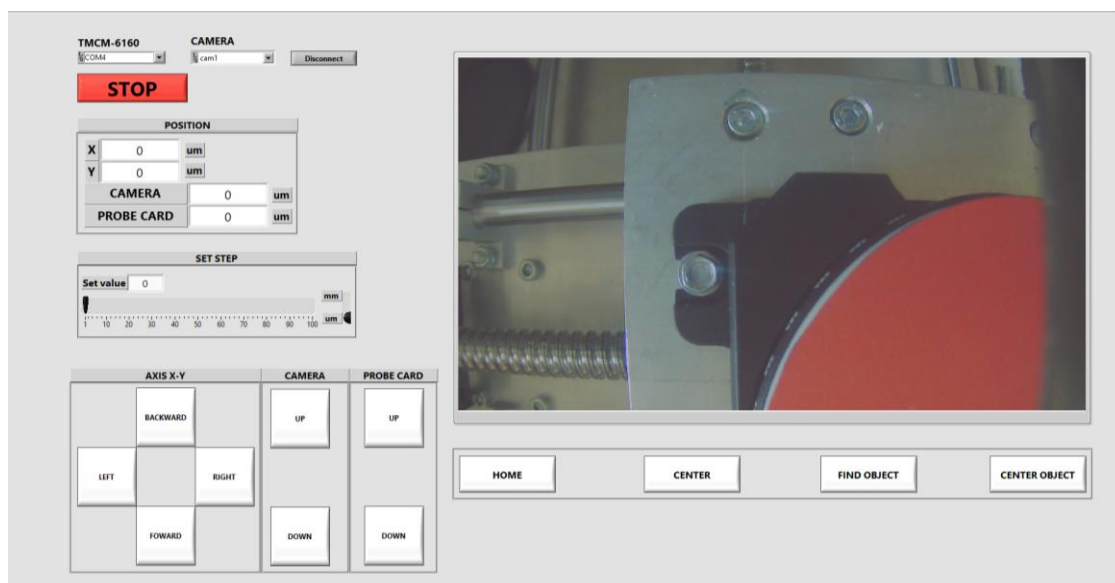 TMCM-6160 CAMERA
COM4 cam1 Disconnect
STOP
POSITION
X 0 um
Y 0 um
CAMERA 0 um
PROBE CARD 0 um
SET STEP
Set value 0
mm
um
1 10 20 30 40 50 60 70 80 90 100
AXIS X-Y CAMERA PROBE CARD
BACKWARD UP UP
LEFT RIGHT
FOWARD DOWN DOWN
HOME CENTER FIND OBJECT CENTER OBJECT